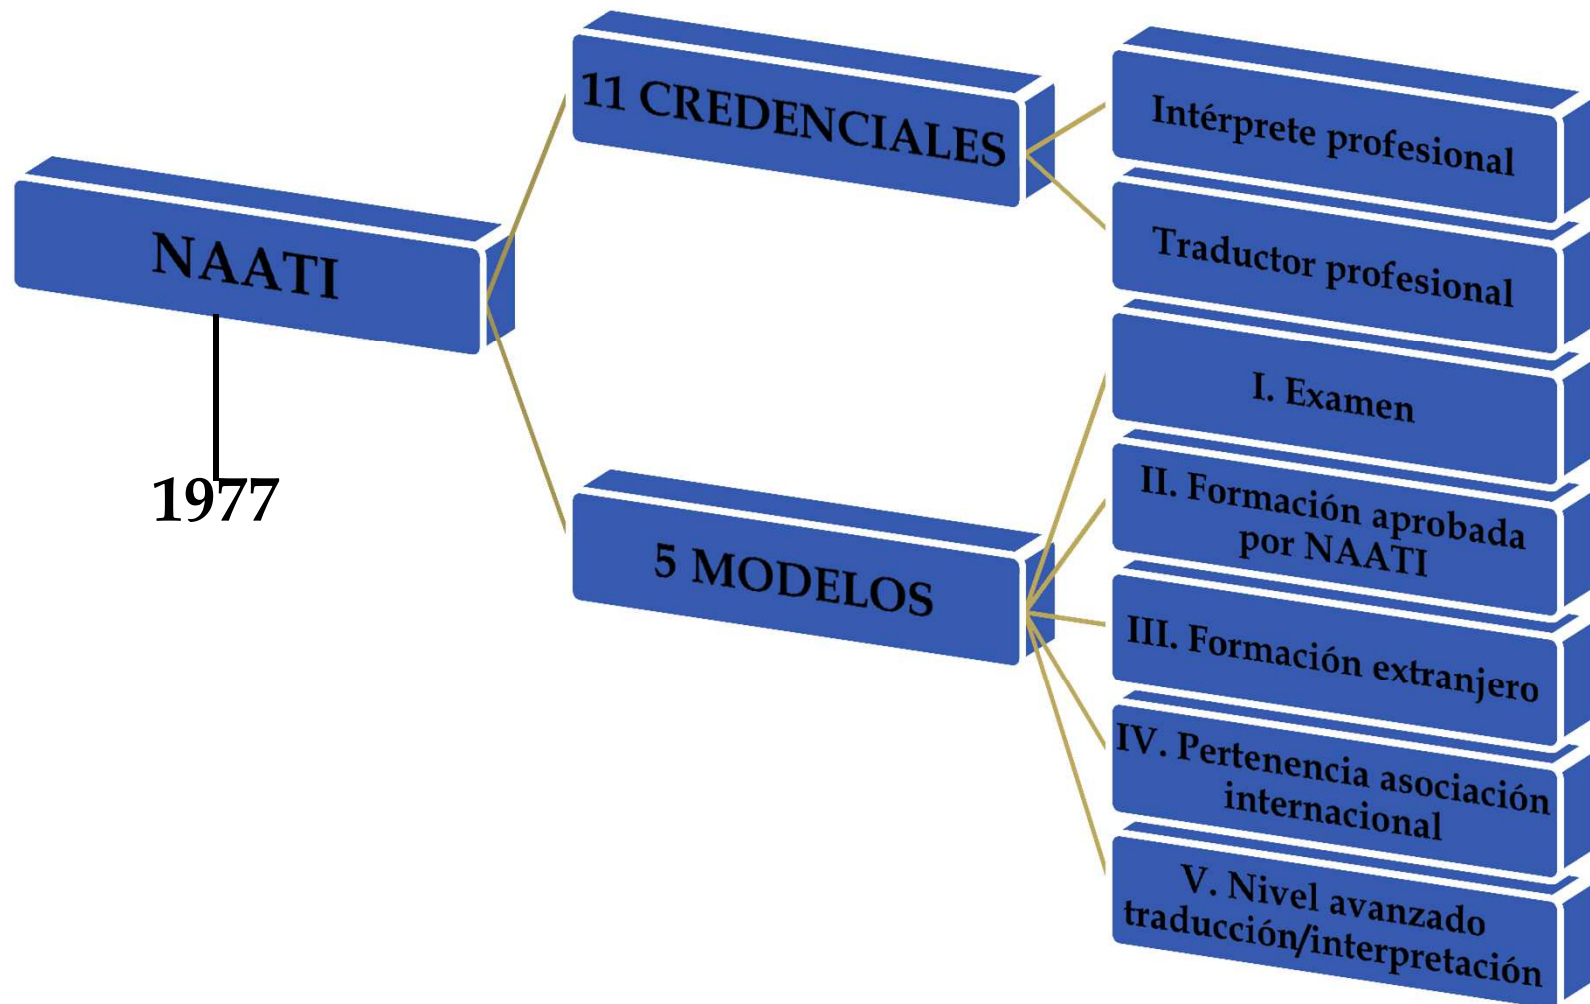 NAATI
1977
11 CREDENCIALES
Intérprete profesional
Traductor profesional
5 MODELOS
I. Examen
II. Formación aprobada
por NAATI
III. Formación extranjero
IV. Pertenencia asociación
internacional
V. Nivel avanzado
traducción/interpretación